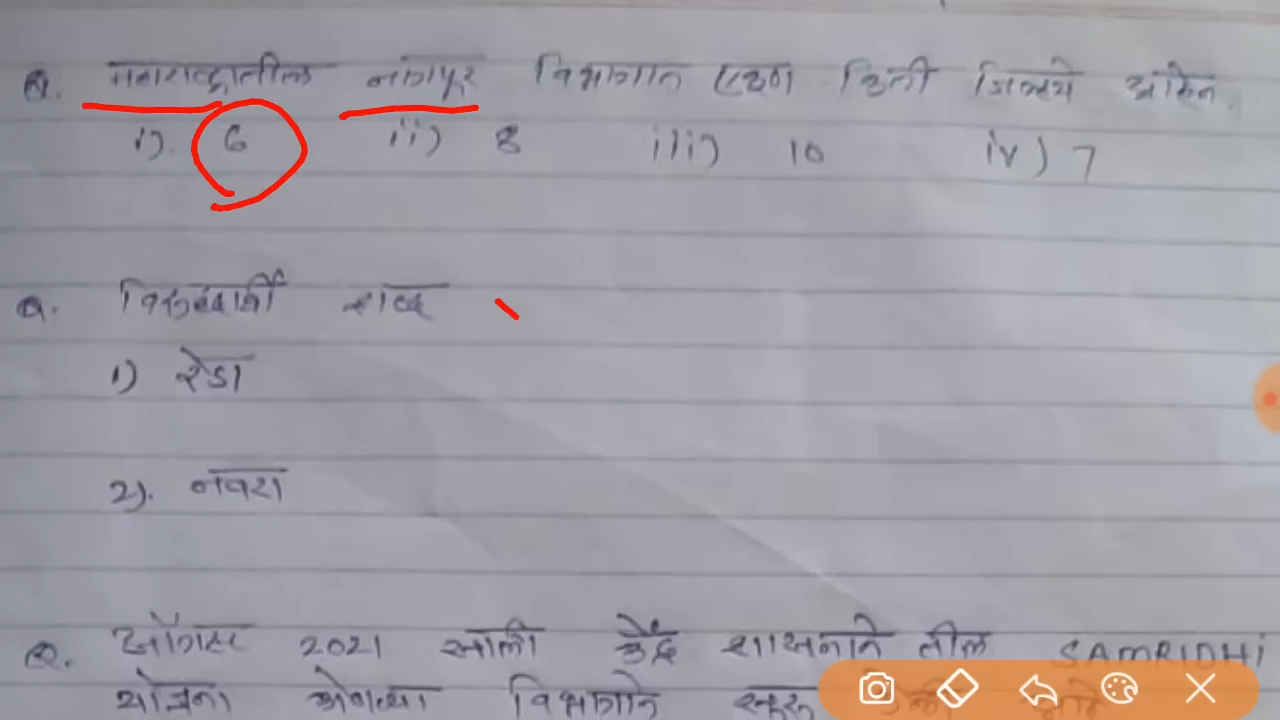 Q. महाराष्ट्रातील नागपूर विभागात एकूण किती जिल्हे आहेत.
i). 6 ii) 8 iii) 10 iv) 7
Q. विरुद्धार्थी शब्द
1) रेडा
2). नवरा
Q. ऑगस्ट 2021 साली केंद्र शासनाने तील SAMRIDHi
योजना कोणत्या विभागाने सुरू केली आहे